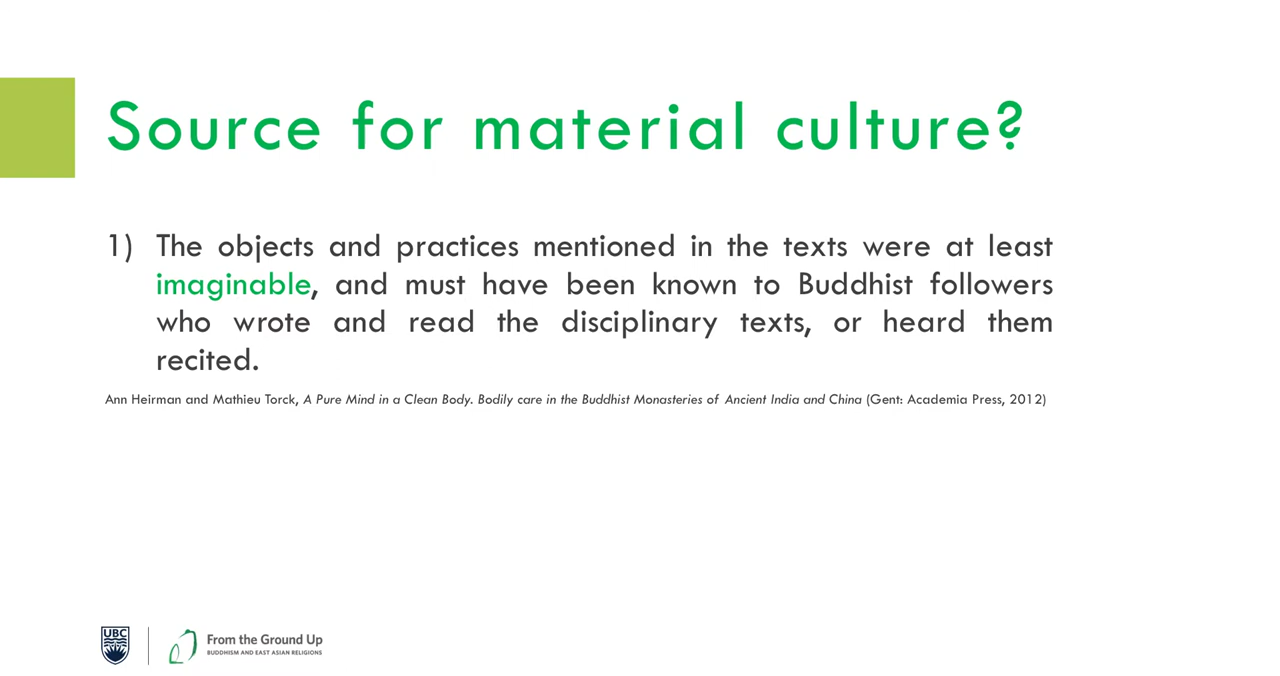 Source for material culture?
1) The objects and practices mentioned in the texts were at least
imaginable, and must have been known to Buddhist followers
who wrote and read the disciplinary texts, or heard them
recited.
Ann Heirman and Mathieu Torck, A Pure Mind in a Clean Body. Bodily care in the Buddhist Monasteries of Ancient India and China (Gent: Academia Press, 2012)
UBC
From the Ground Up
BUDDHISM AND EAST ASIAN RELIGIONS